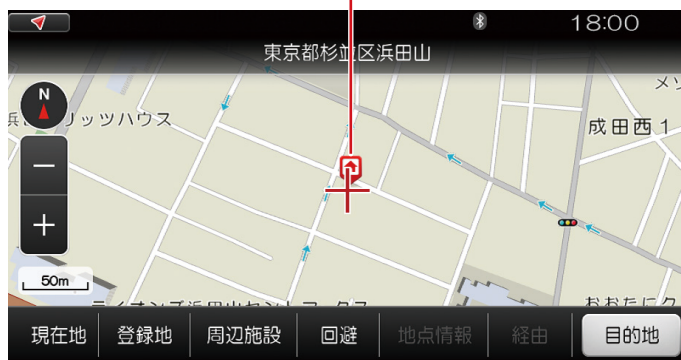 18:00
東京都杉並区浜田山
メゾ
N
リッツハウス
成田西1
50m
現在地 登録地 周辺施設 回避 地点情報 経由 目的地